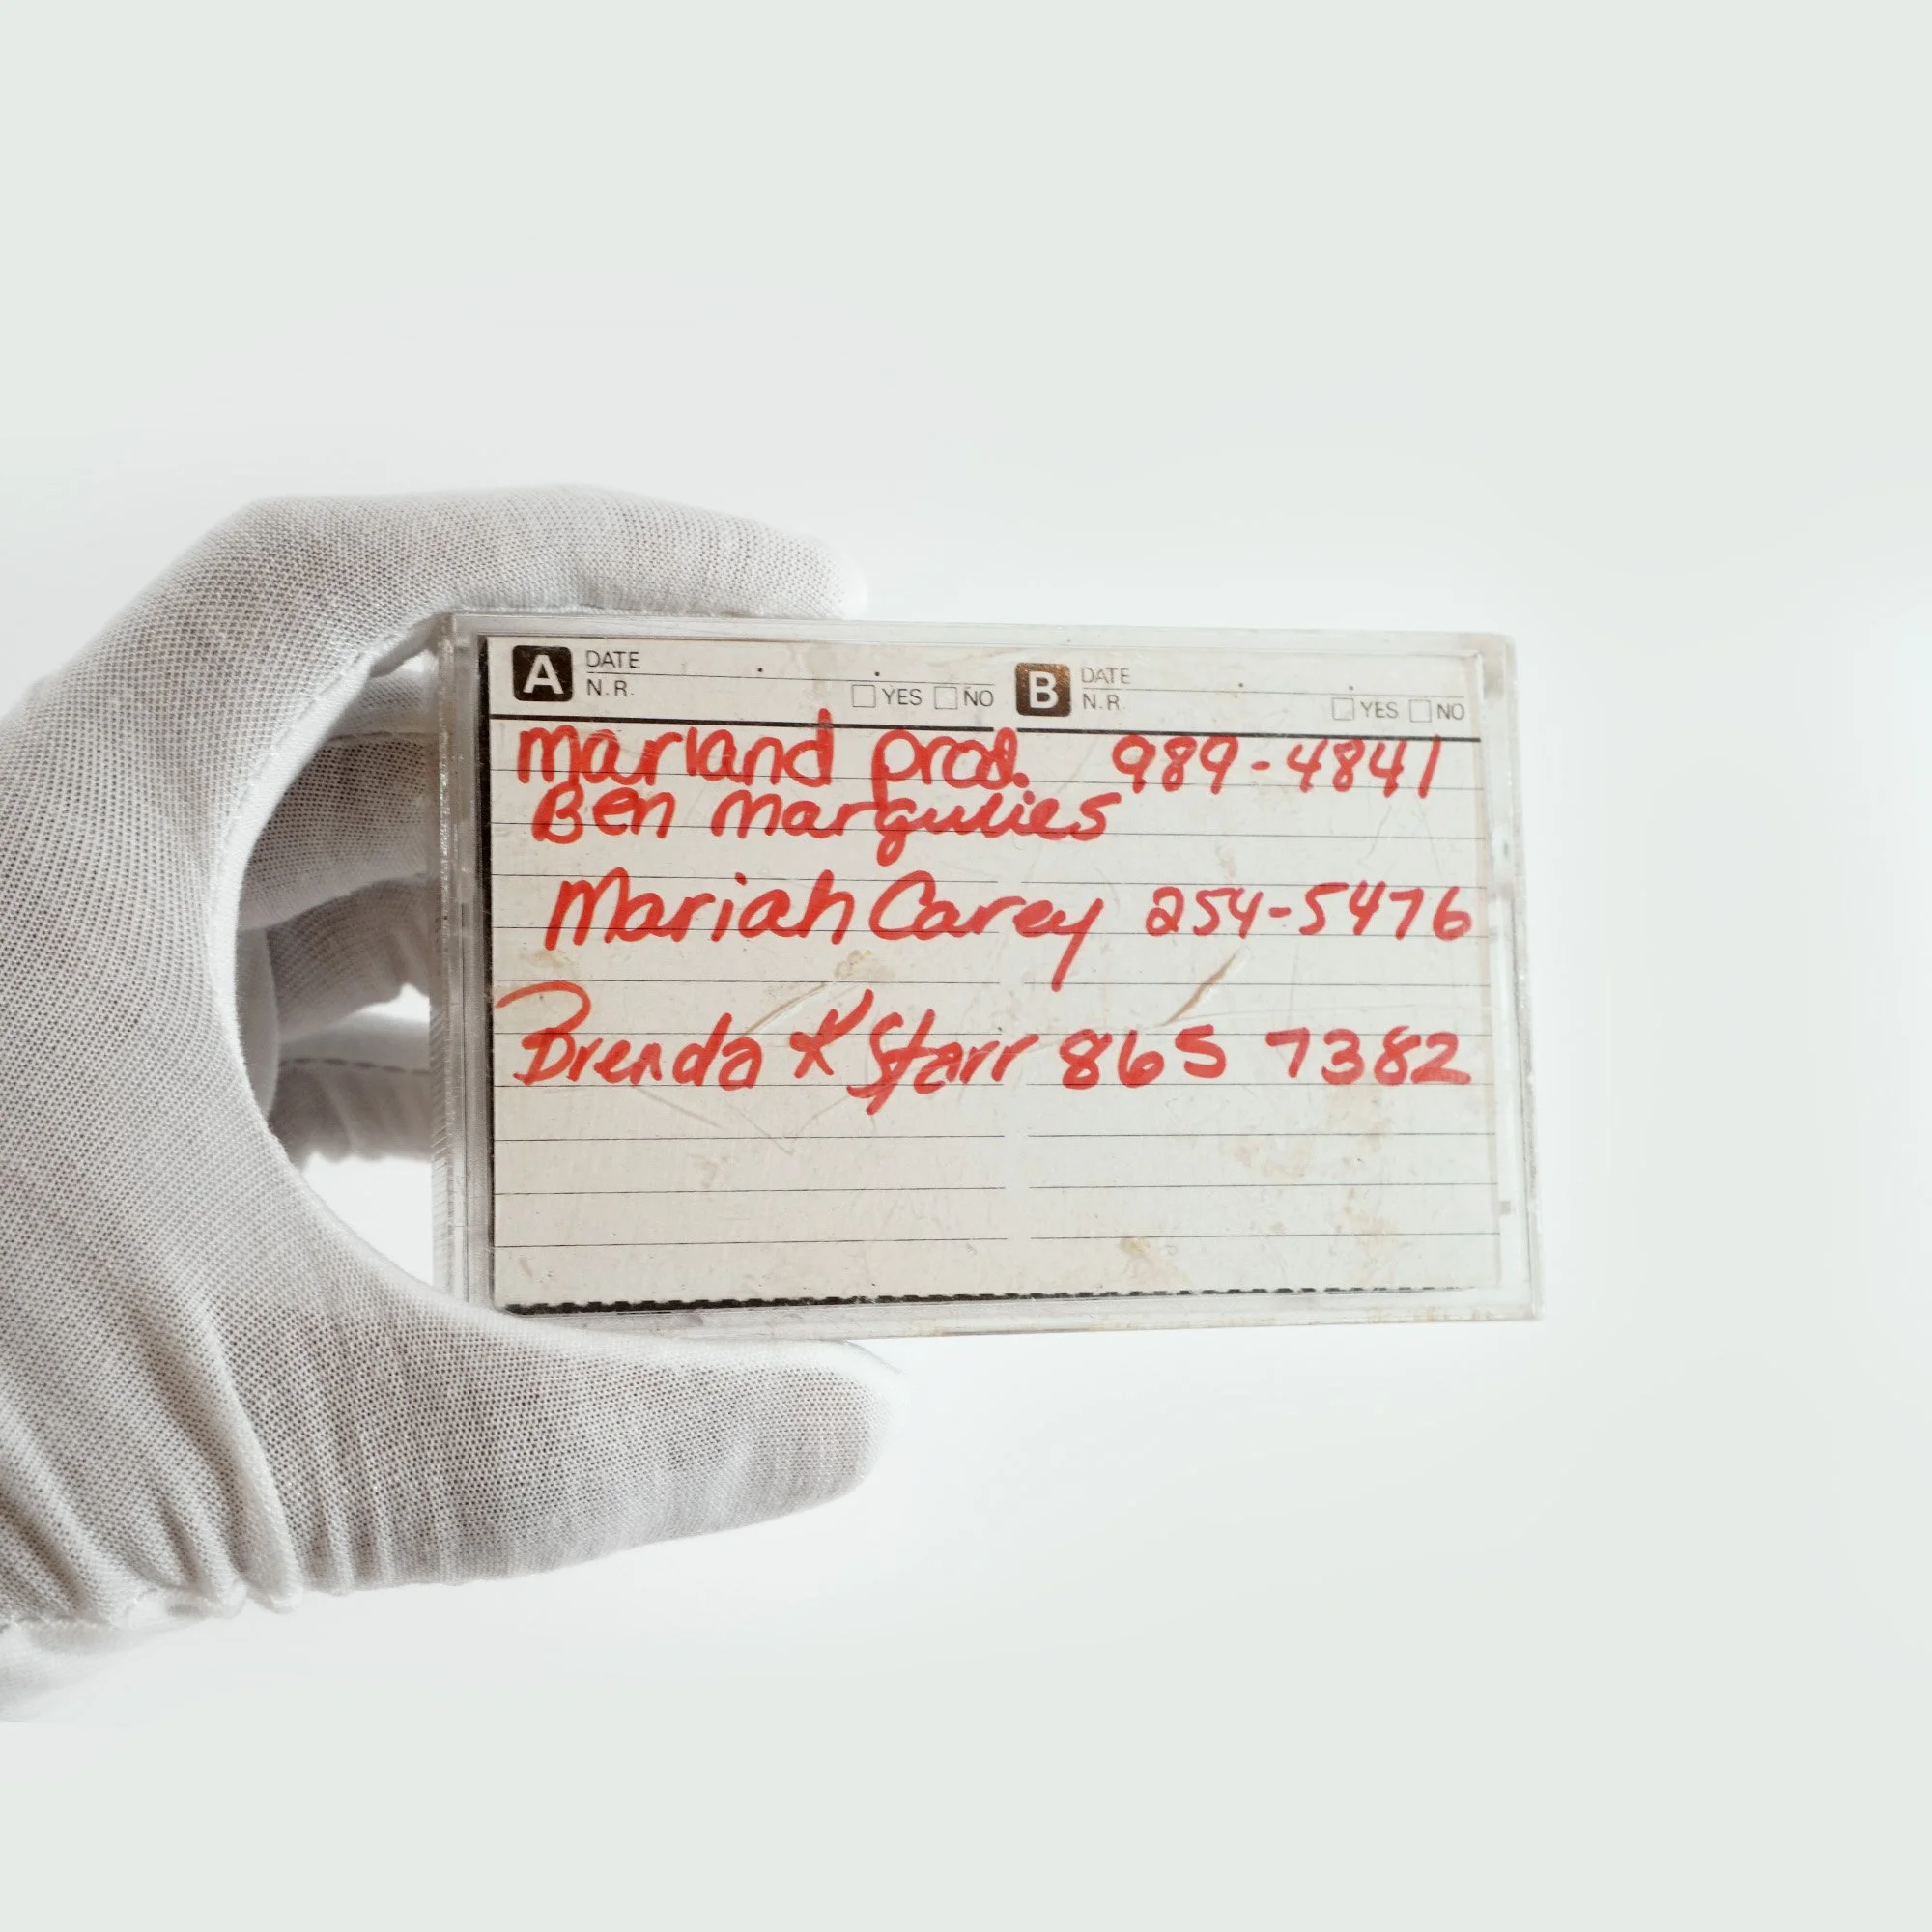 A DATE . .
N.R. YES NO
B DATE . .
N.R. YES NO
Marland prod. 989-4841
Ben Margulies
Mariah Carey 254-5476
Brenda K Starr 865 7382